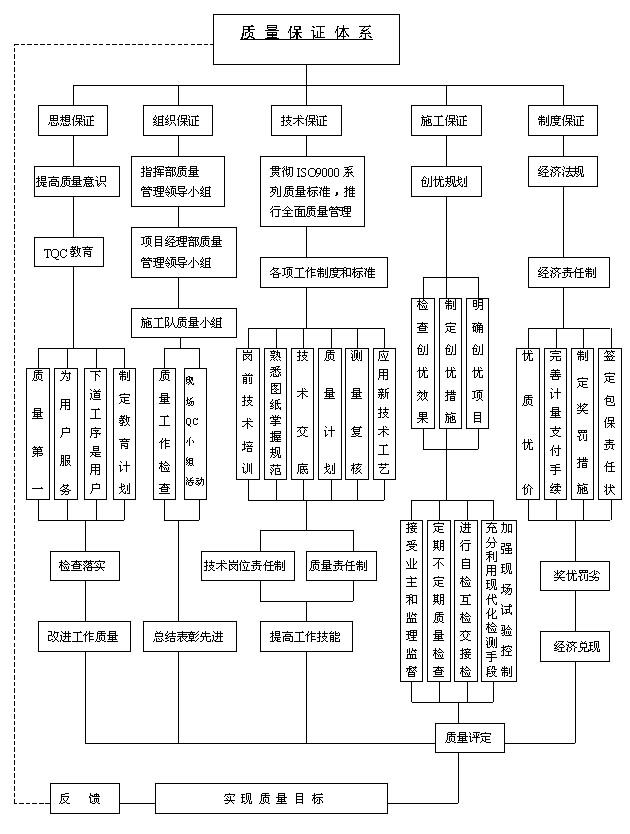 质 量 保 证 体 系
思想保证
组织保证
技术保证
施工保证
制度保证
提高质量意识
指挥部质量
管理领导小组
贯彻ISO9000系
列质量标准，推
行全面质量管理
创优规划
经济法规
TQC教育
项目经理部质量
管理领导小组
各项工作制度和标准
经济责任制
施工队质量小组
检查创优效果
制定创优措施
明确创优项目
质量第一
为用户服务
下道工序是用户
制定教育计划
质量工作检查
现场QC小组活动
岗前技术培训
熟悉图纸掌握规范
技术交底
质量计划
测量复核
应用新技术工艺
优质优价
完善计量支付手续
制定奖罚措施
签定包保责任状
接受业主和监理监督
定期不定期质量检查
进行自检互检交接检
充分利用现代化检测手段
加强现场试验控制
检查落实
技术岗位责任制
质量责任制
奖优罚劣
改进工作质量
总结表彰先进
提高工作技能
经济兑现
质量评定
反 馈
实 现 质 量 目 标